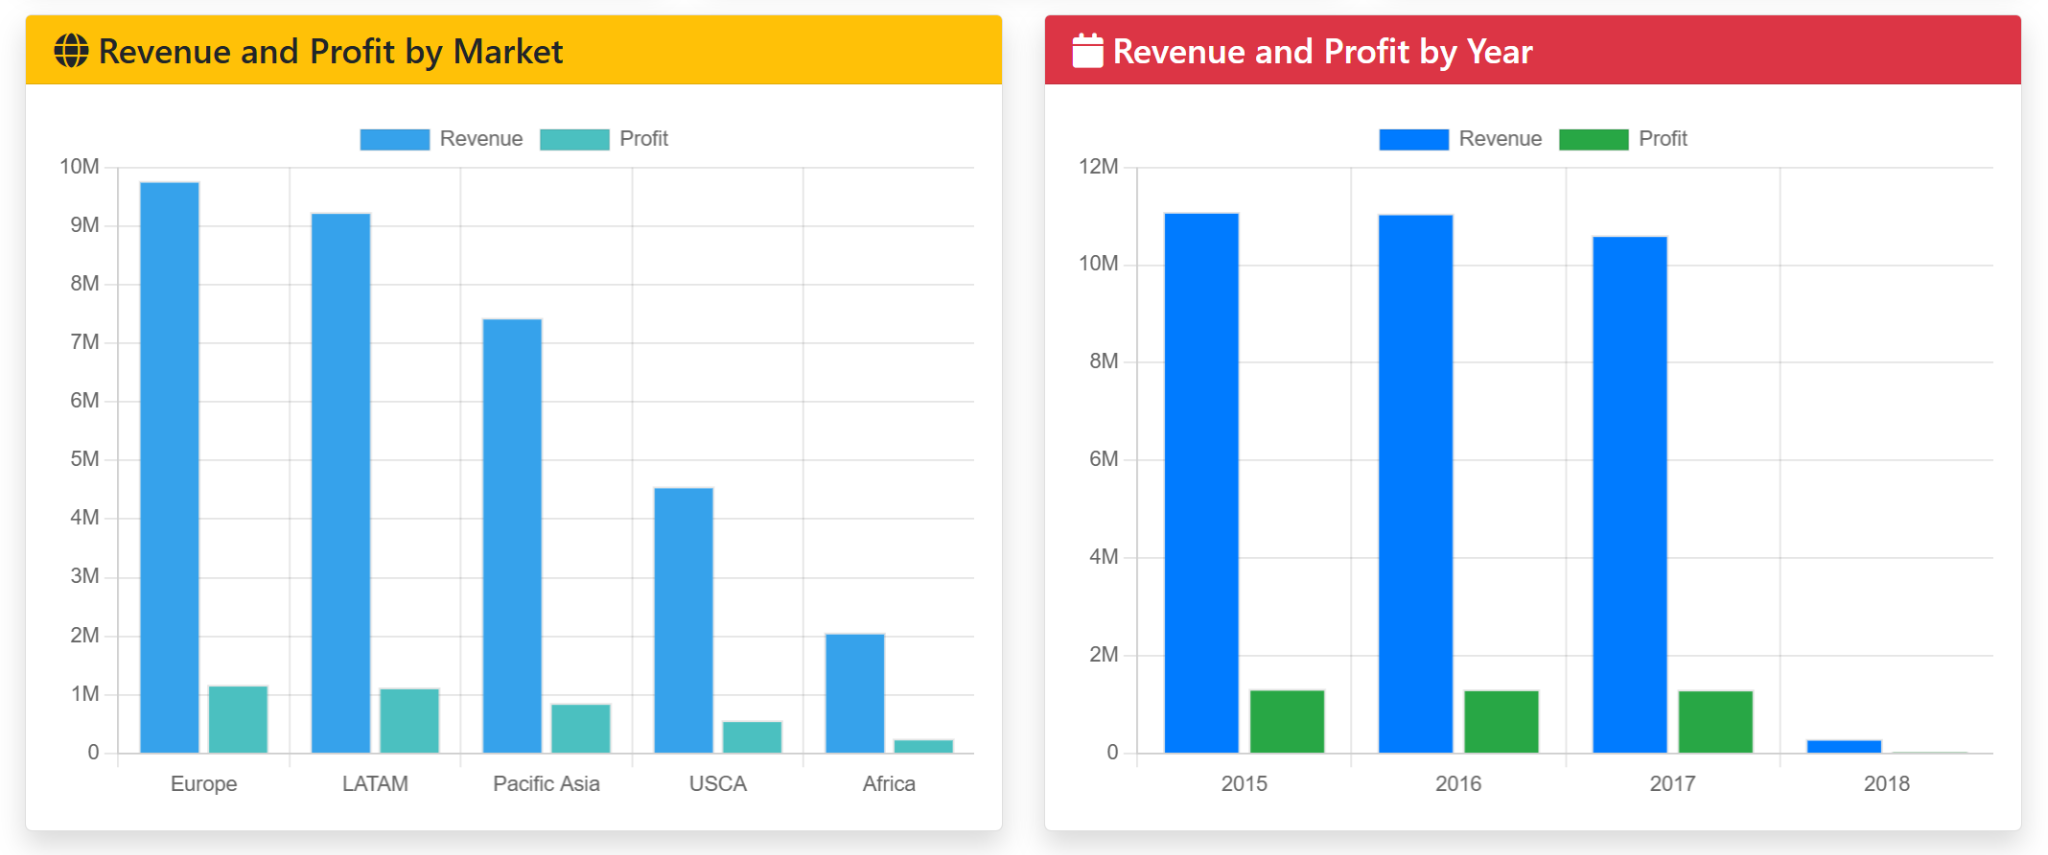 Revenue and Profit by Market
Revenue Profit
10M
9M
8M
7M
6M
5M
4M
3M
2M
1M
0
Europe LATAM Pacific Asia USCA Africa
Revenue and Profit by Year
Revenue Profit
12M
10M
8M
6M
4M
2M
0
2015 2016 2017 2018